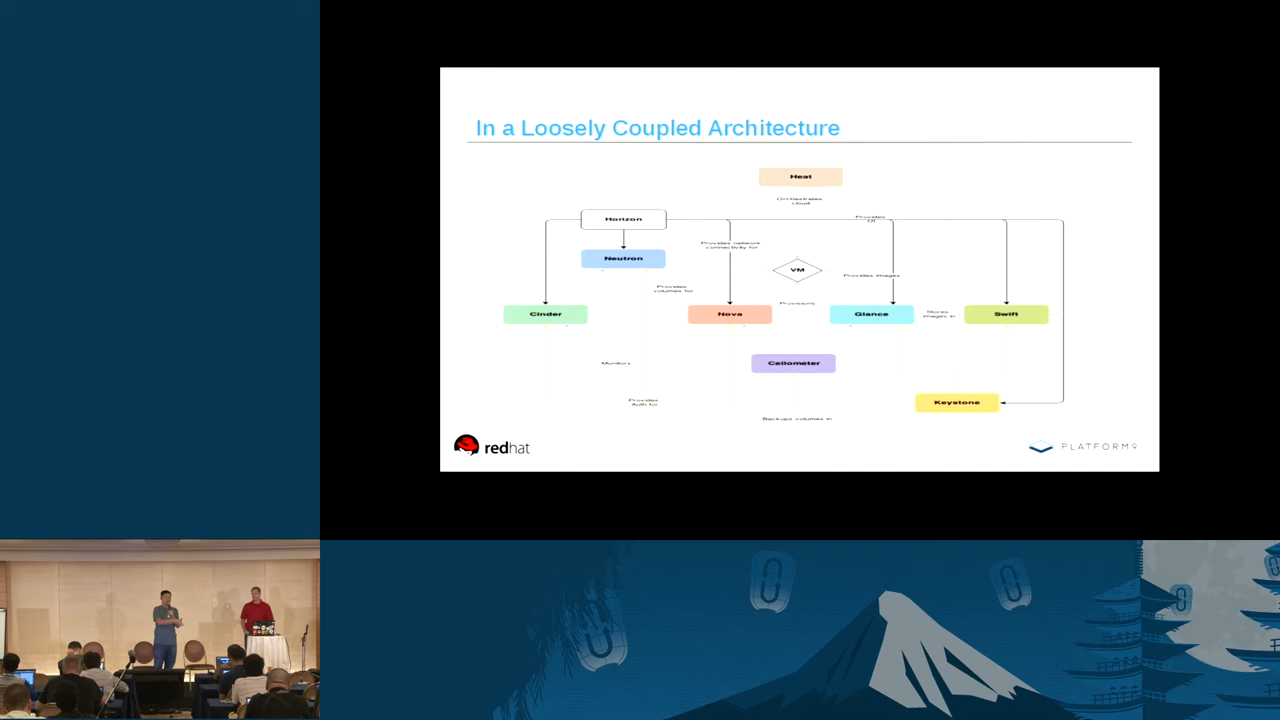 In a Loosely Coupled Architecture
Heat
Orchestrates
cloud
Horizon
Provides
UI
Provides network
connectivity for
Neutron
VM
Provides images
Provides
volumes for
Provisions
Cinder
Nova
Glance
Stores
images in
Swift
Monitors
Ceilometer
Provides
Auth for
Keystone
Backups volumes in
redhat
PLATFORM9